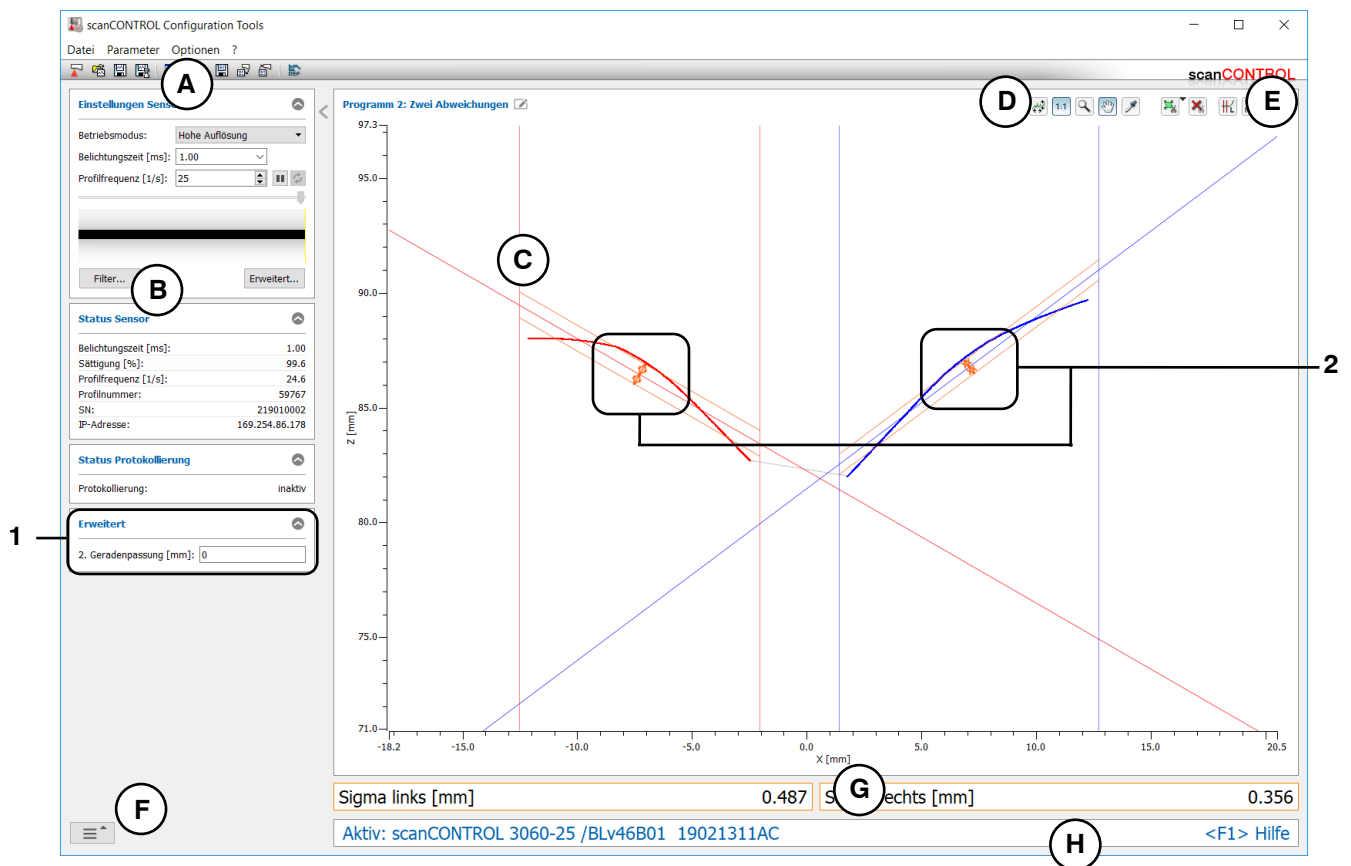 scanCONTROL Configuration Tools
Datei Parameter Optionen ?
scanCONTROL
A
Einstellungen
Betriebsmodus: Hohe Auflösung
Belichtungszeit [ms]: 1.00
Profilfrequenz [1/s]: 25
Filter... Erweitert...
B
Status Sensor
Belichtungszeit [ms]: 1.00
Sättigung [%]: 99.6
Profilfrequenz [1/s]: 24.6
Profilnummer: 59767
SN: 219010002
IP-Adresse: 169.254.86.178
Status Protokollierung
Protokollierung: inaktiv
1
Erweitert
2. Geradenpassung [mm]: 0
F
Programm 2: Zwei Abweichungen
D
1:1
E
97.3
95.0
90.0
85.0
80.0
75.0
71.0
Z [mm]
C
2
-18.2 -15.0 -10.0 -5.0 0.0 5.0 10.0 15.0 20.5
X [mm]
Sigma links [mm] 0.487
G
rechts [mm] 0.356
Aktiv: scanCONTROL 3060-25 /BLv46B01 19021311AC
H
<F1> Hilfe